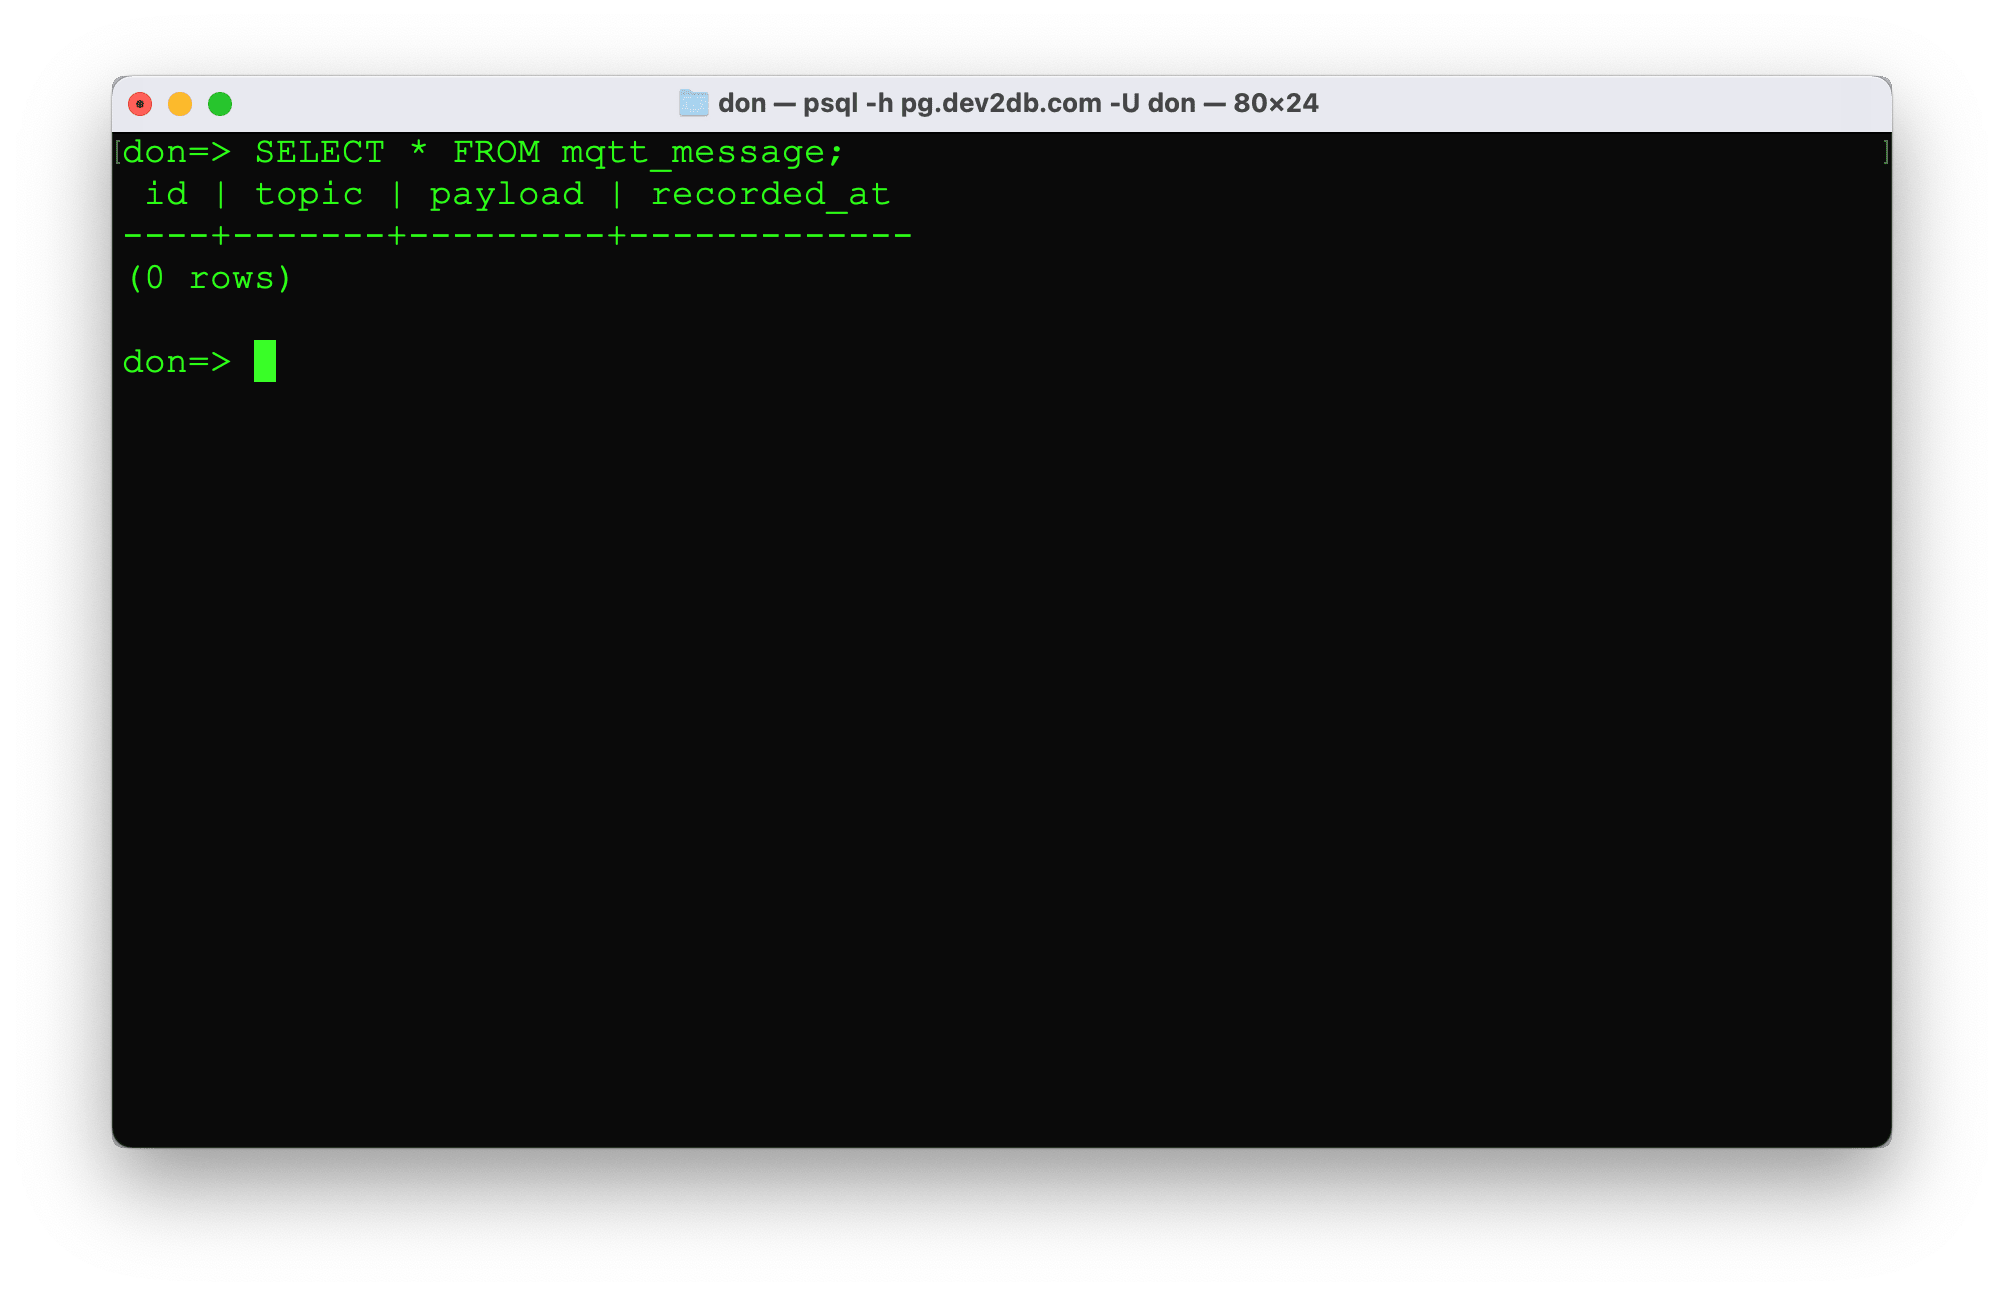 don — psql -h pg.dev2db.com -U don — 80×24
[don=> SELECT * FROM mqtt_message; ]
 id | topic | payload | recorded_at
----+-------+---------+-------------
(0 rows)
don=>